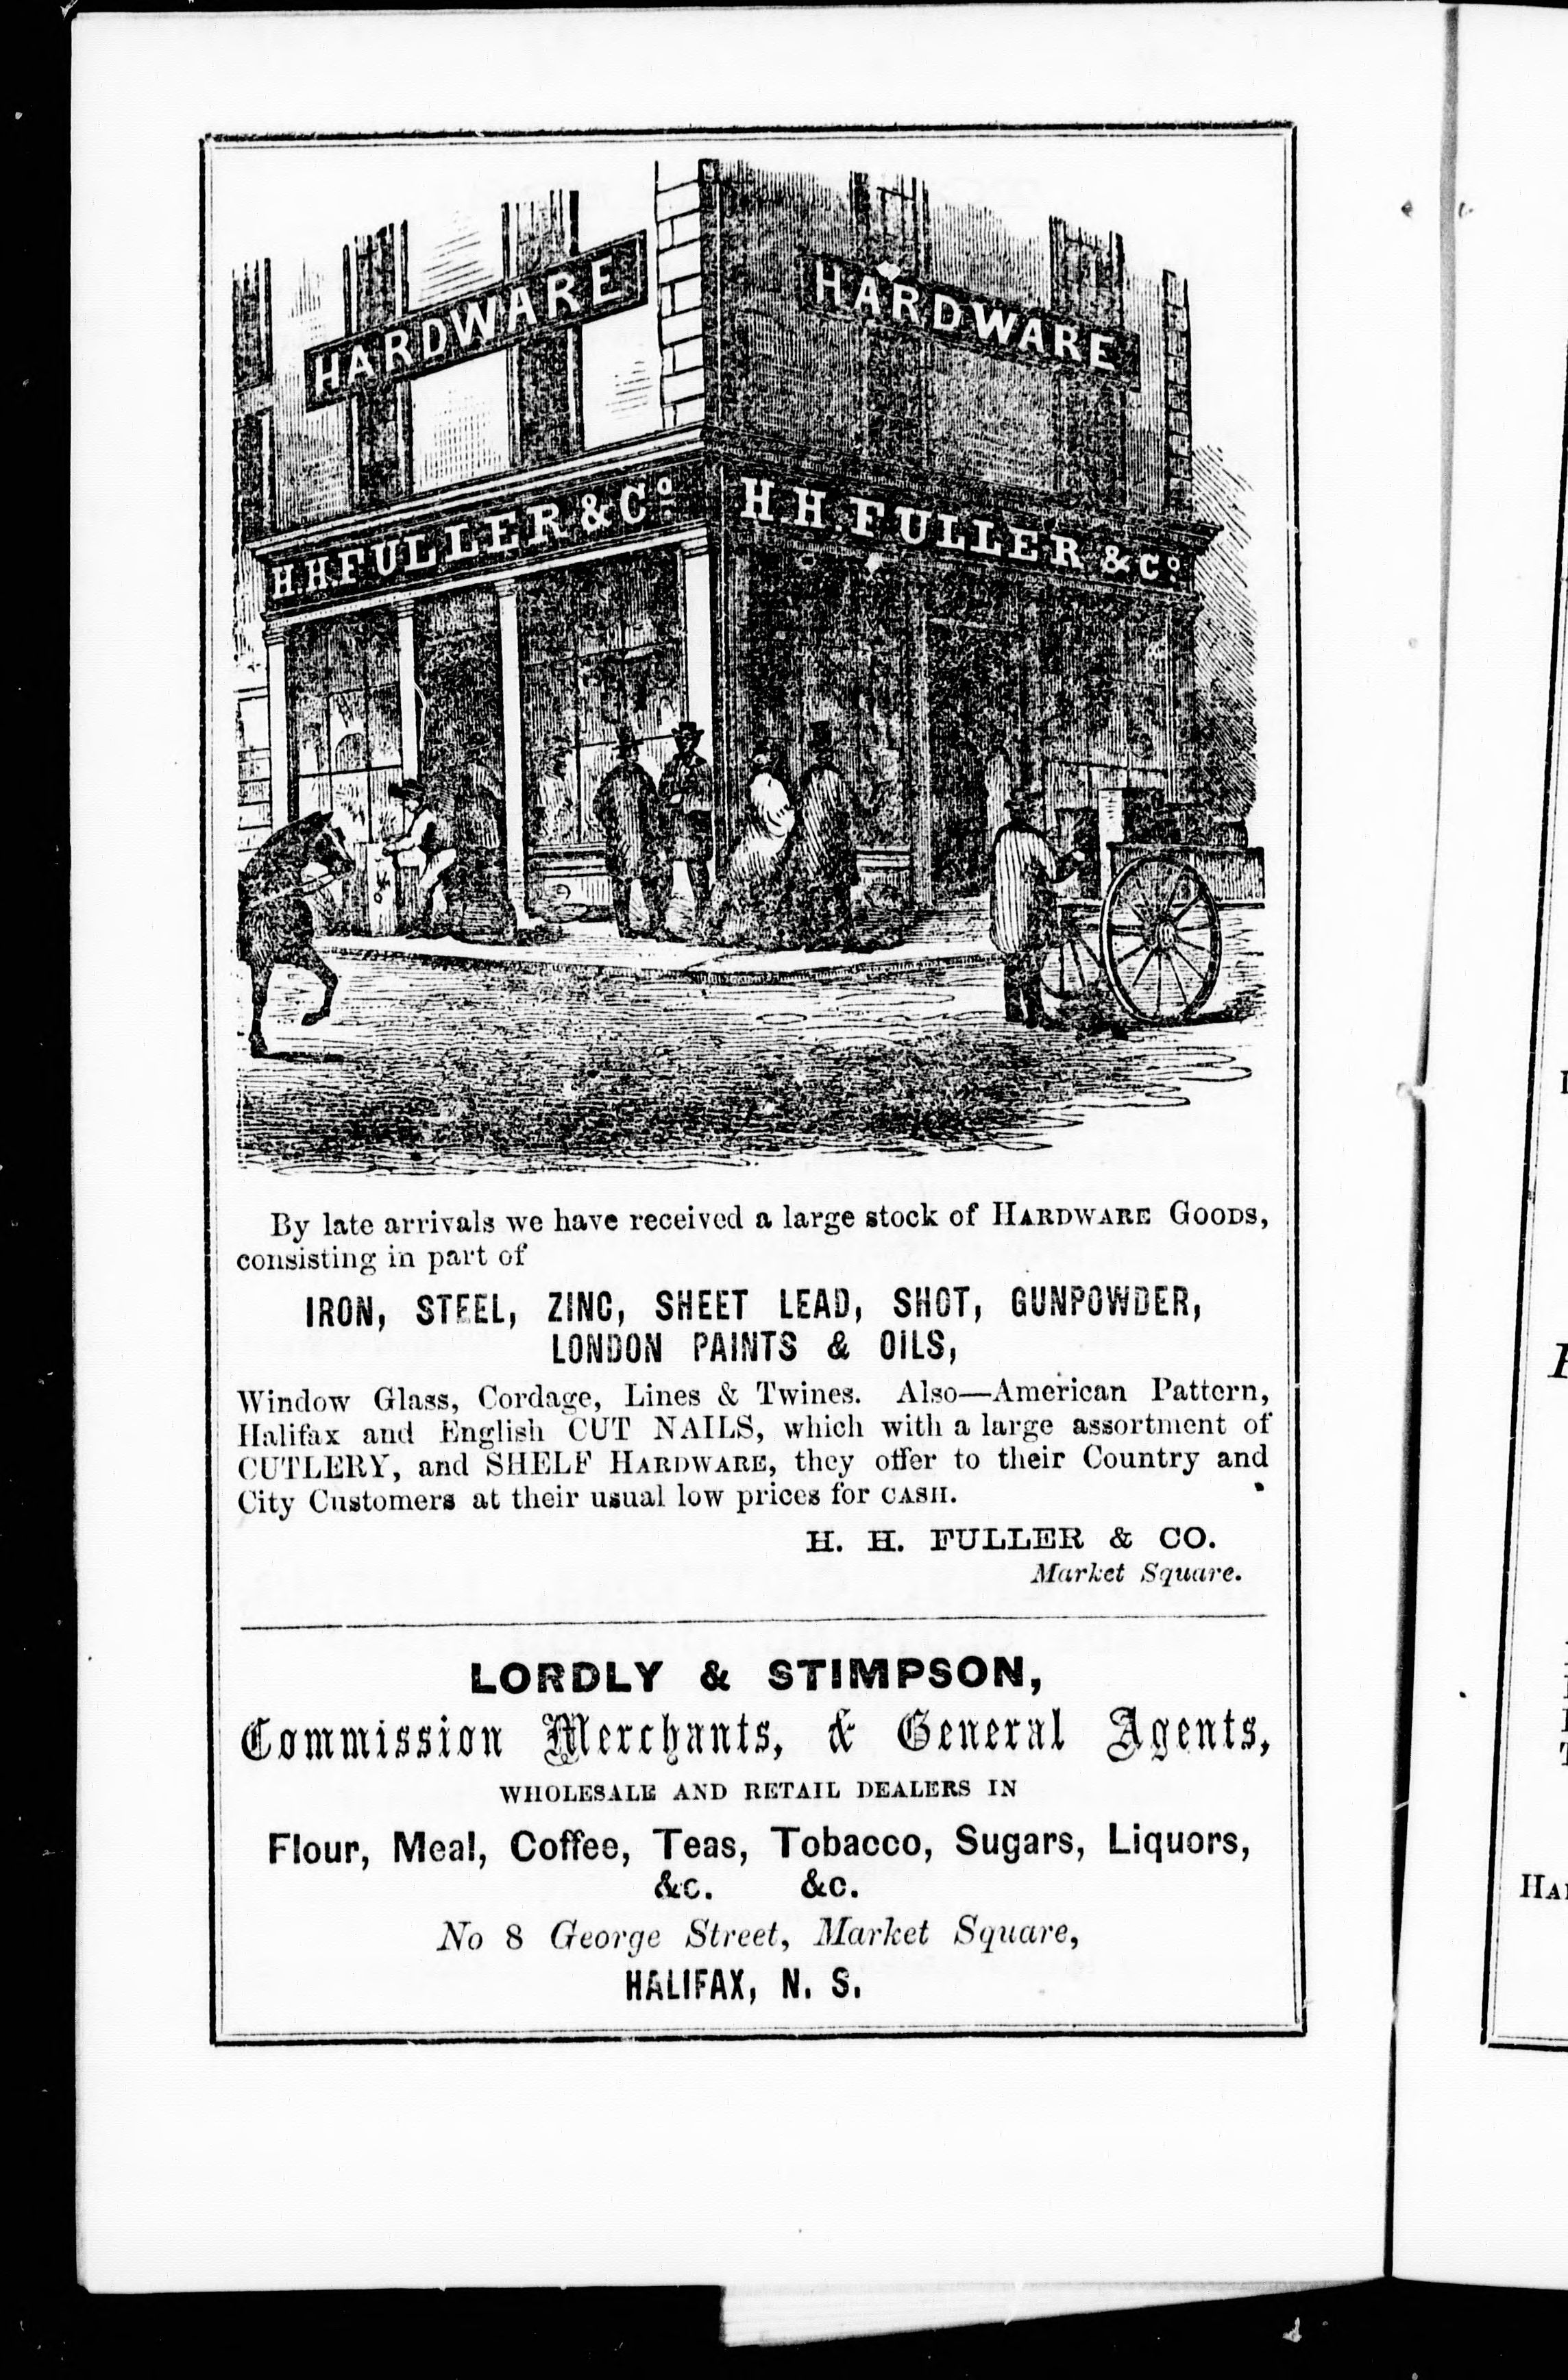 HARDWARE
HARDWARE
H.H.FULLER & Co.
H.H.FULLER & Co.
By late arrivals we have received a large stock of HARDWARE GOODS,
consisting in part of
IRON, STEEL, ZINC, SHEET LEAD, SHOT, GUNPOWDER,
LONDON PAINTS & OILS,
Window Glass, Cordage, Lines & Twines. Also—American Pattern,
Halifax and English CUT NAILS, which with a large assortment of
CUTLERY, and SHELF HARDWARE, they offer to their Country and
City Customers at their usual low prices for CASH.
H. H. FULLER & CO.
Market Square.
LORDLY & STIMPSON,
Commission Merchants, & General Agents,
WHOLESALE AND RETAIL DEALERS IN
Flour, Meal, Coffee, Teas, Tobacco, Sugars, Liquors,
&c. &c.
No 8 George Street, Market Square,
HALIFAX, N. S.